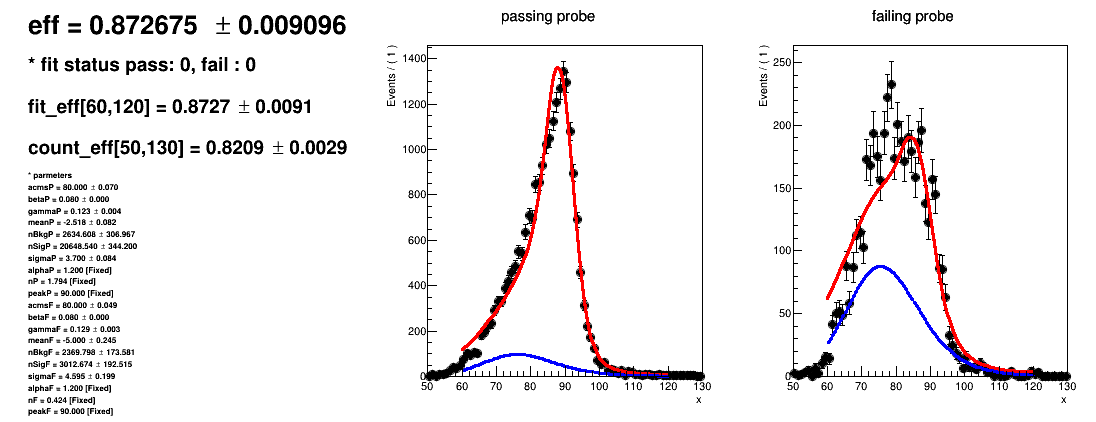 eff = 0.872675 ± 0.009096
* fit status pass: 0, fail : 0
fit_eff[60,120] = 0.8727 ± 0.0091
count_eff[50,130] = 0.8209 ± 0.0029
* parmeters
acmsP = 80.000 ± 0.070
betaP = 0.080 ± 0.000
gammaP = 0.123 ± 0.004
meanP = -2.518 ± 0.082
nBkgP = 2634.608 ± 306.967
nSigP = 20648.540 ± 344.200
sigmaP = 3.700 ± 0.084
alphaP = 1.200 [Fixed]
nP = 1.794 [Fixed]
peakP = 90.000 [Fixed]
acmsF = 80.000 ± 0.049
betaF = 0.080 ± 0.000
gammaF = 0.129 ± 0.003
meanF = -5.000 ± 0.245
nBkgF = 2369.798 ± 173.581
nSigF = 3012.674 ± 192.515
sigmaF = 4.595 ± 0.199
alphaF = 1.200 [Fixed]
nF = 0.424 [Fixed]
peakF = 90.000 [Fixed]
passing probe
Events / ( 1 )
1400
1200
1000
800
600
400
200
0
50 60 70 80 90 100 110 120 130
x
failing probe
Events / ( 1 )
250
200
150
100
50
0
50 60 70 80 90 100 110 120 130
x